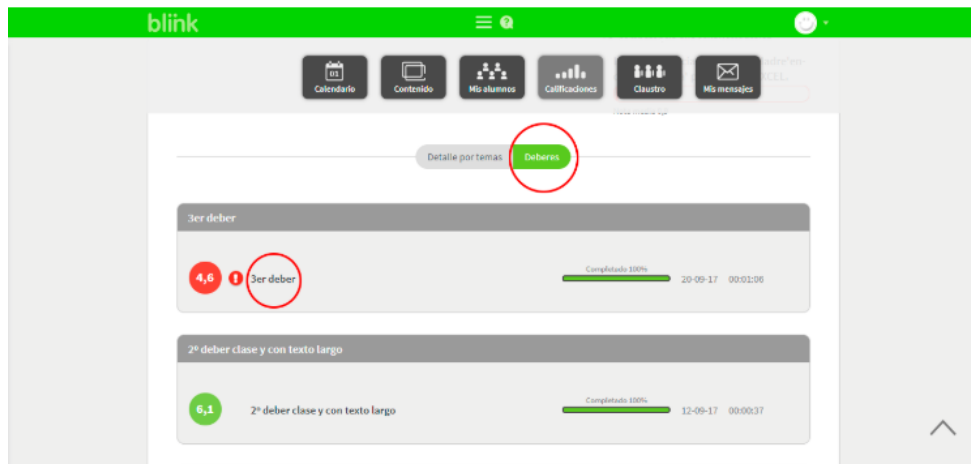 blink
01
Calendario
Contenido
Mis alumnos
Calificaciones
Claustro
Mis mensajes
Detalle por temas
Deberes
3er deber
4,6
3er deber
Completado 100%
20-09-17 00:01:08
2º deber clase y con texto largo
6,1
2º deber clase y con texto largo
Completado 100%
12-09-17 00:00:37